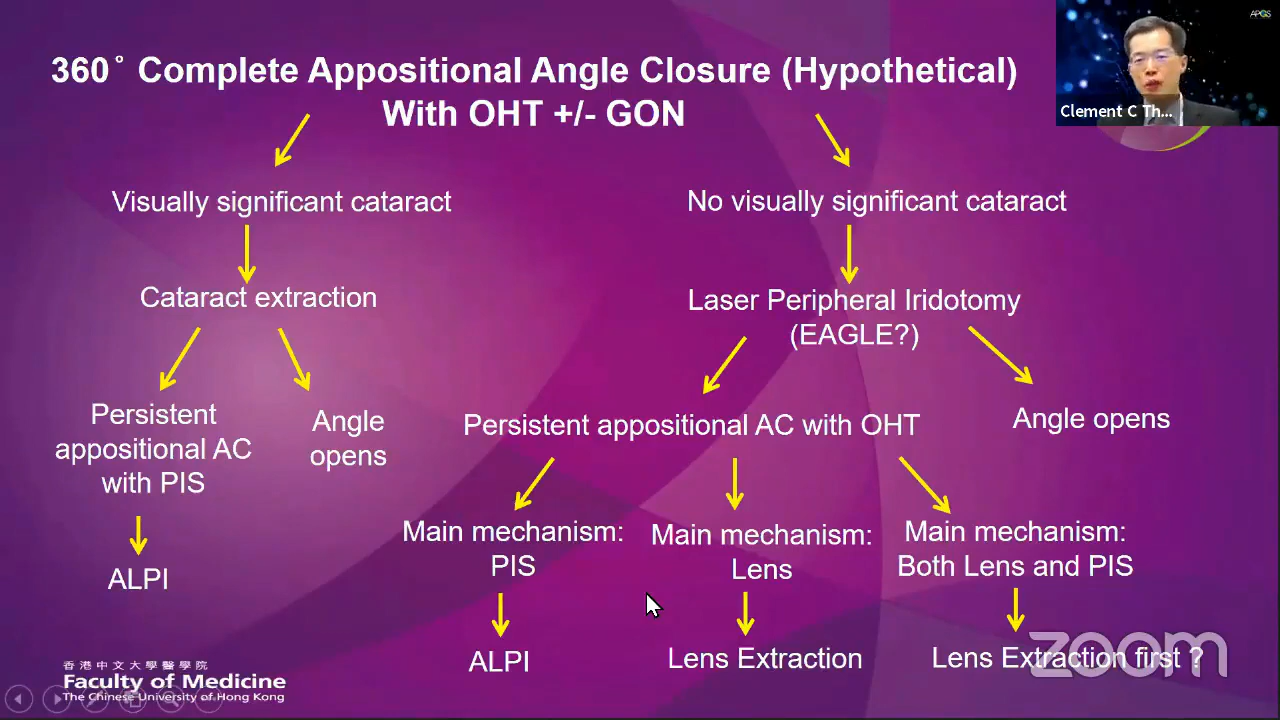 360° Complete Appositional Angle Closure (Hypothetical)
With OHT +/- GON
APGS
Clement C Th...
Visually significant cataract
No visually significant cataract
Cataract extraction
Laser Peripheral Iridotomy
(EAGLE?)
Persistent
appositional AC
with PIS
Angle
opens
Persistent appositional AC with OHT
Angle opens
ALPI
Main mechanism:
PIS
Main mechanism:
Lens
Main mechanism:
Both Lens and PIS
ALPI
Lens Extraction
Lens Extraction first ?
zoom
香港中文大學醫學院
Faculty of Medicine
The Chinese University of Hong Kong